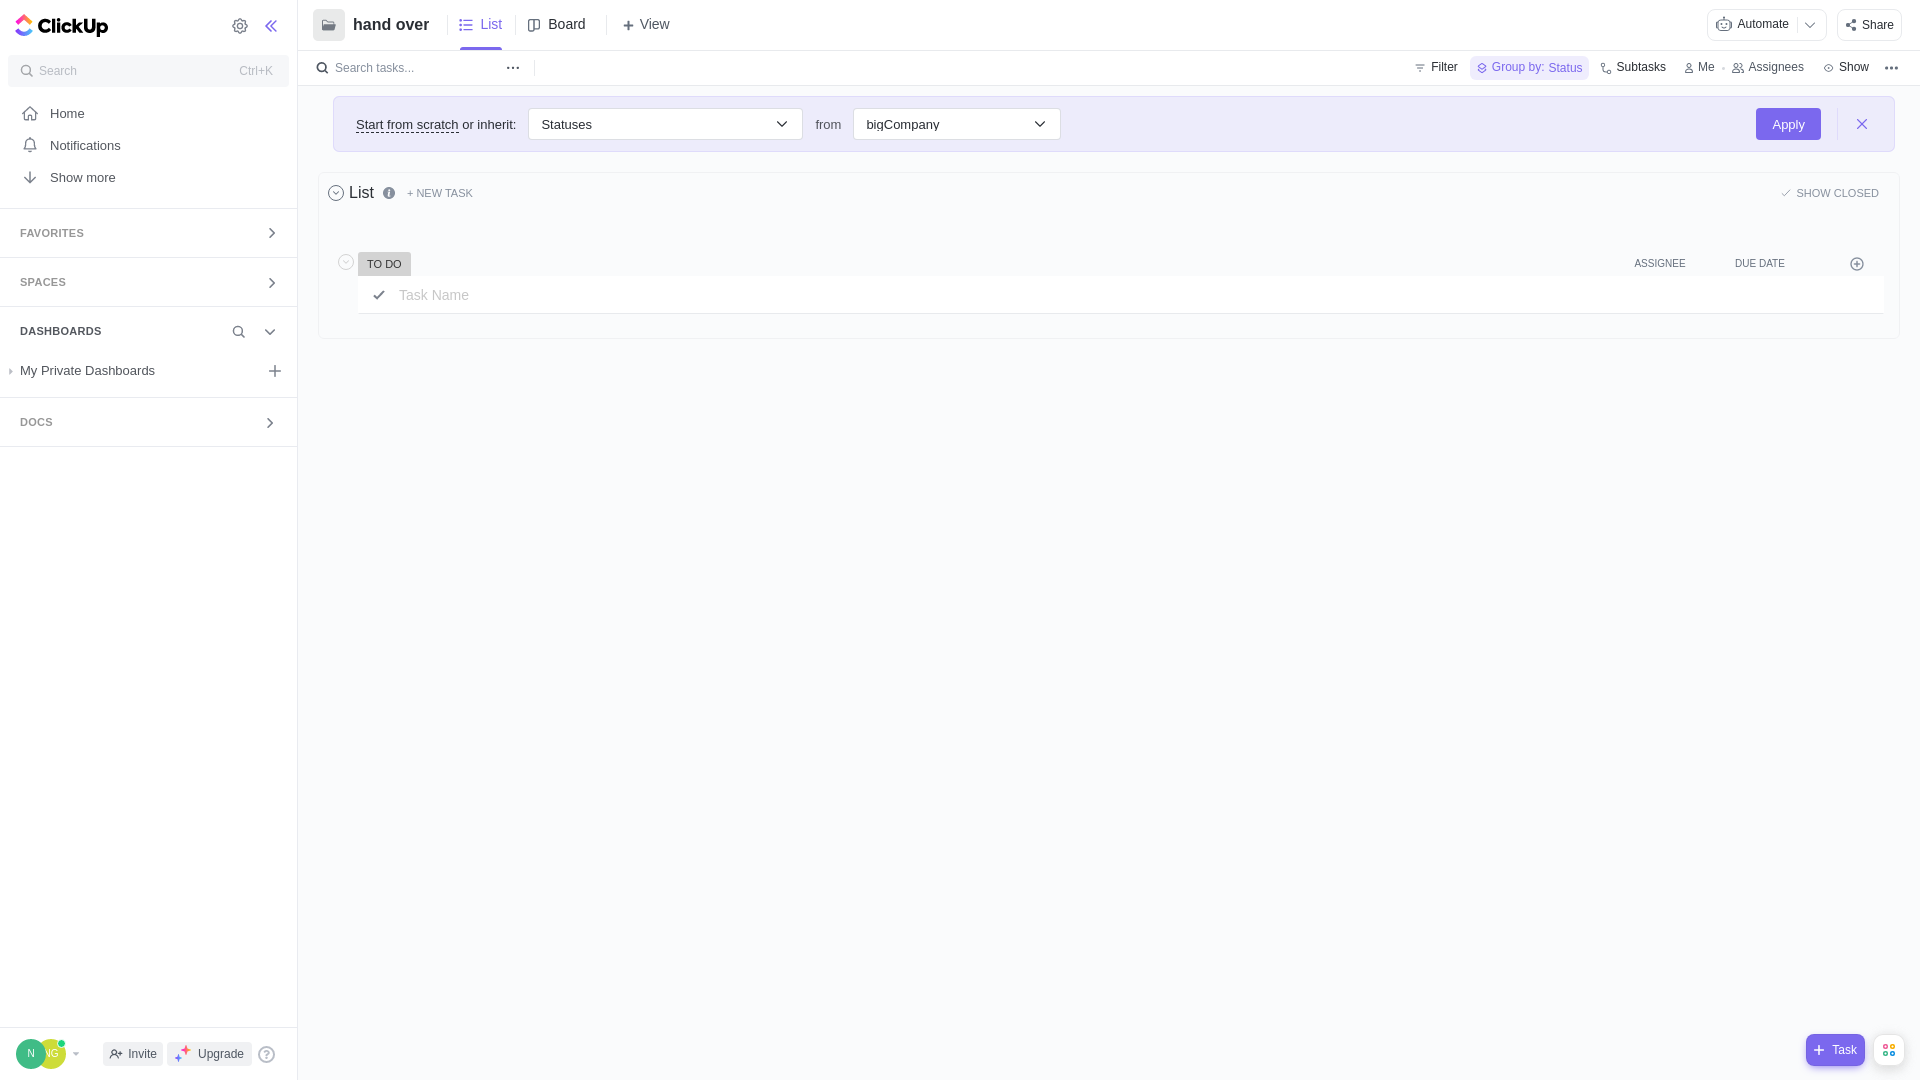 ClickUp
Search Ctrl+K
Home
Notifications
Show more
FAVORITES
SPACES
DASHBOARDS
My Private Dashboards
DOCS
N NG
Invite
Upgrade
hand over
List
Board
+ View
Automate
Share
Search tasks...
Filter
Group by: Status
Subtasks
Me
Assignees
Show
Start from scratch or inherit:
Statuses
from
bigCompany
Apply
List
+ NEW TASK
SHOW CLOSED
TO DO
ASSIGNEE
DUE DATE
Task Name
+ Task